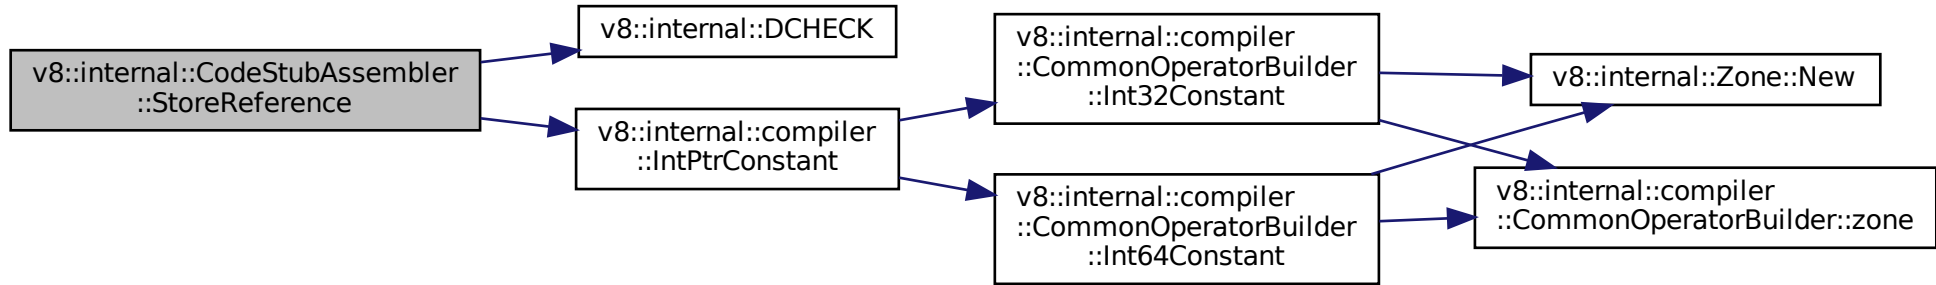 v8::internal::CodeStubAssembler
::StoreReference
v8::internal::DCHECK
v8::internal::compiler
::IntPtrConstant
v8::internal::compiler
::CommonOperatorBuilder
::Int32Constant
v8::internal::compiler
::CommonOperatorBuilder
::Int64Constant
v8::internal::Zone::New
v8::internal::compiler
::CommonOperatorBuilder::zone